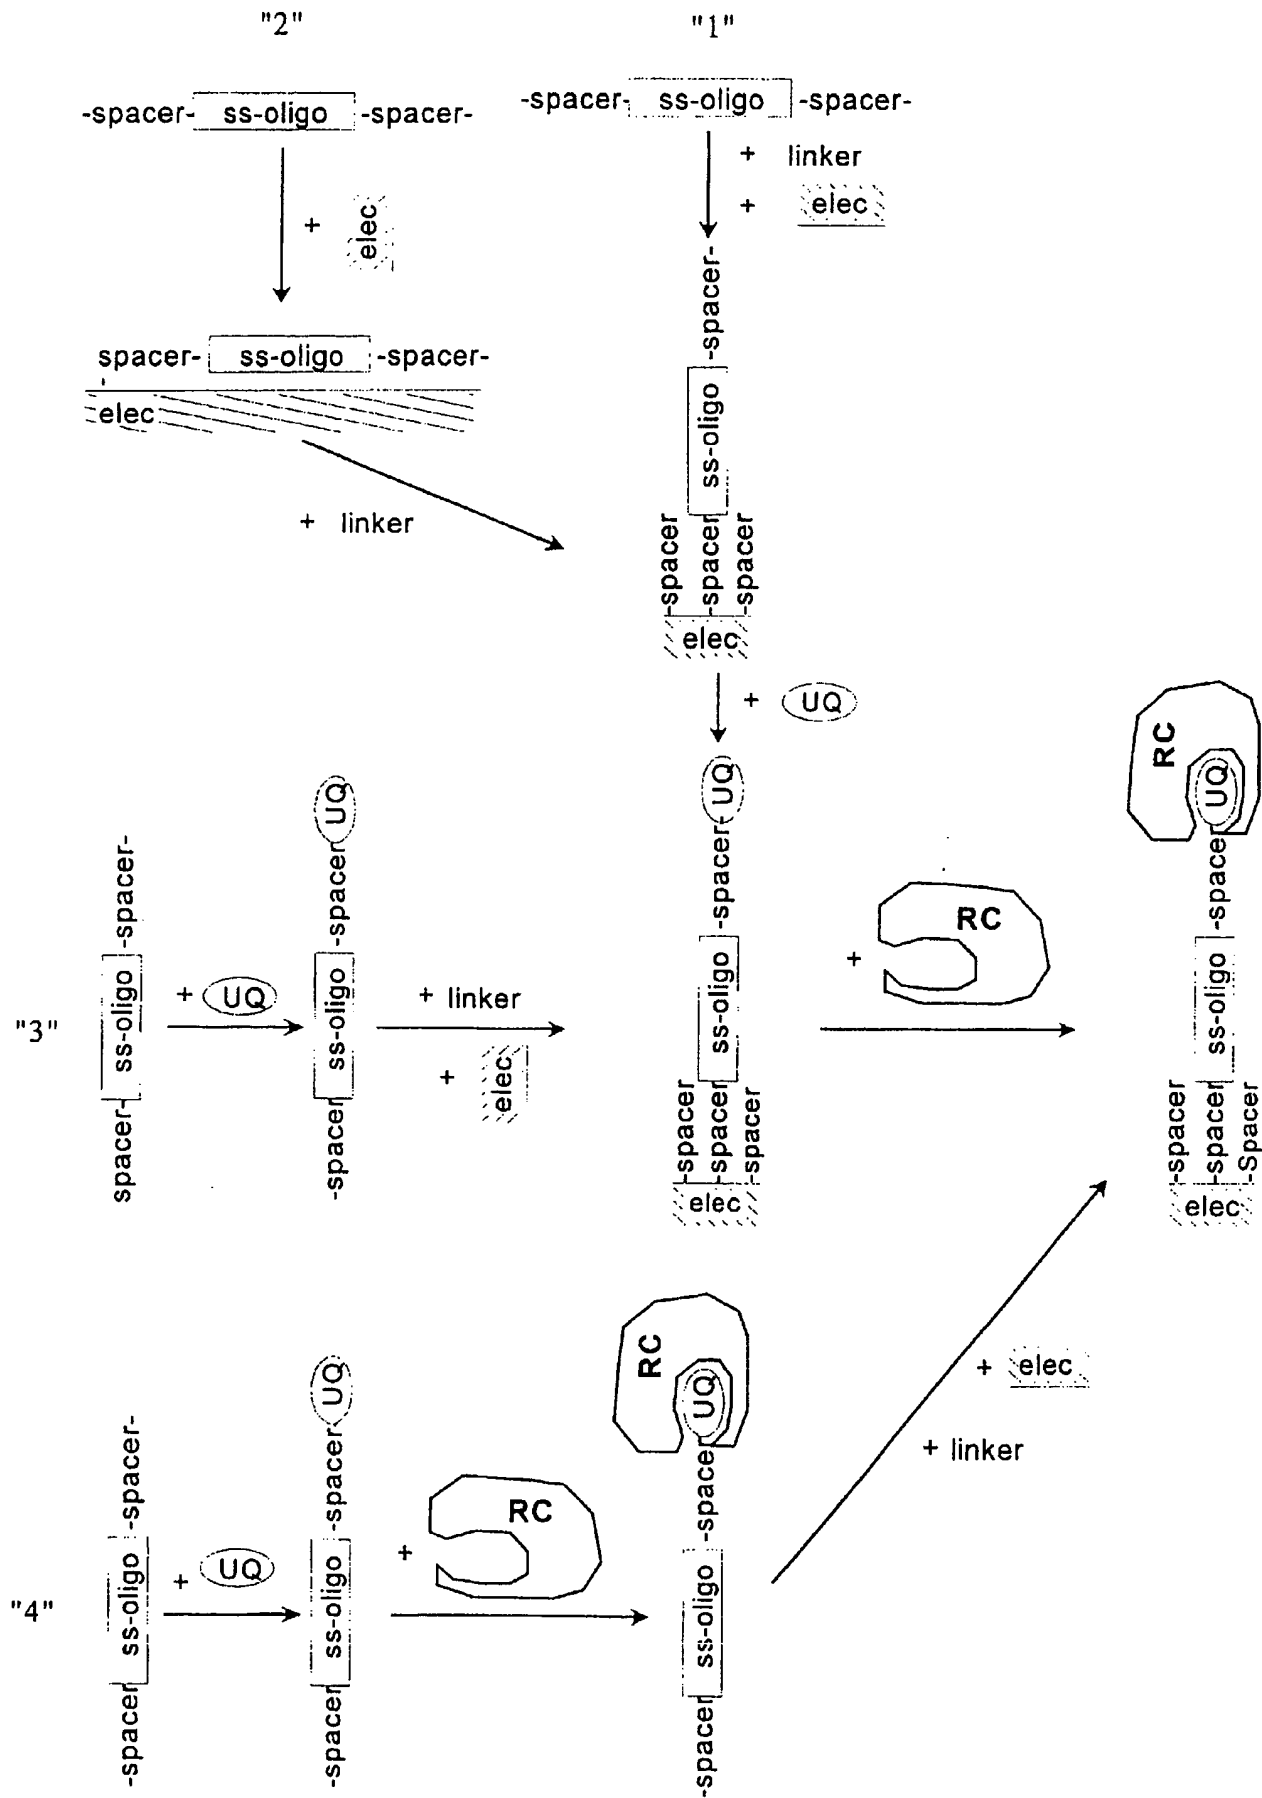 "2"
"1"
-spacer- ss-oligo -spacer-
-spacer- ss-oligo -spacer-
+ linker
+ elec
+ elec
-spacer-
spacer- ss-oligo -spacer-
elec
ss-oligo
+ linker
-spacer
-spacer
-spacer
elec
+ UQ
RC
UQ
UQ
UQ
-spacer-
-spacer
-spacer-
-spacer
+ RC
"3"
ss-oligo
+ UQ
ss-oligo
+ linker
+ elec
ss-oligo
ss-oligo
spacer-
-spacer
-spacer
-spacer
-spacer
-spacer
-spacer
-Spacer
elec
elec
RC
UQ
UQ
+ elec
+ linker
-spacer-
-spacer
-spacer
"4"
ss-oligo
+ UQ
ss-oligo
+ RC
ss-oligo
-spacer
-spacer
-spacer